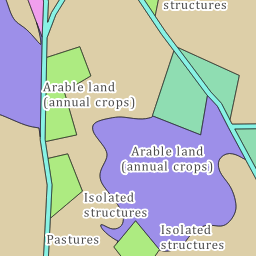 structures
Arable land
(annual crops)
Arable land
(annual crops)
Isolated
structures
Pastures
Isolated
structures